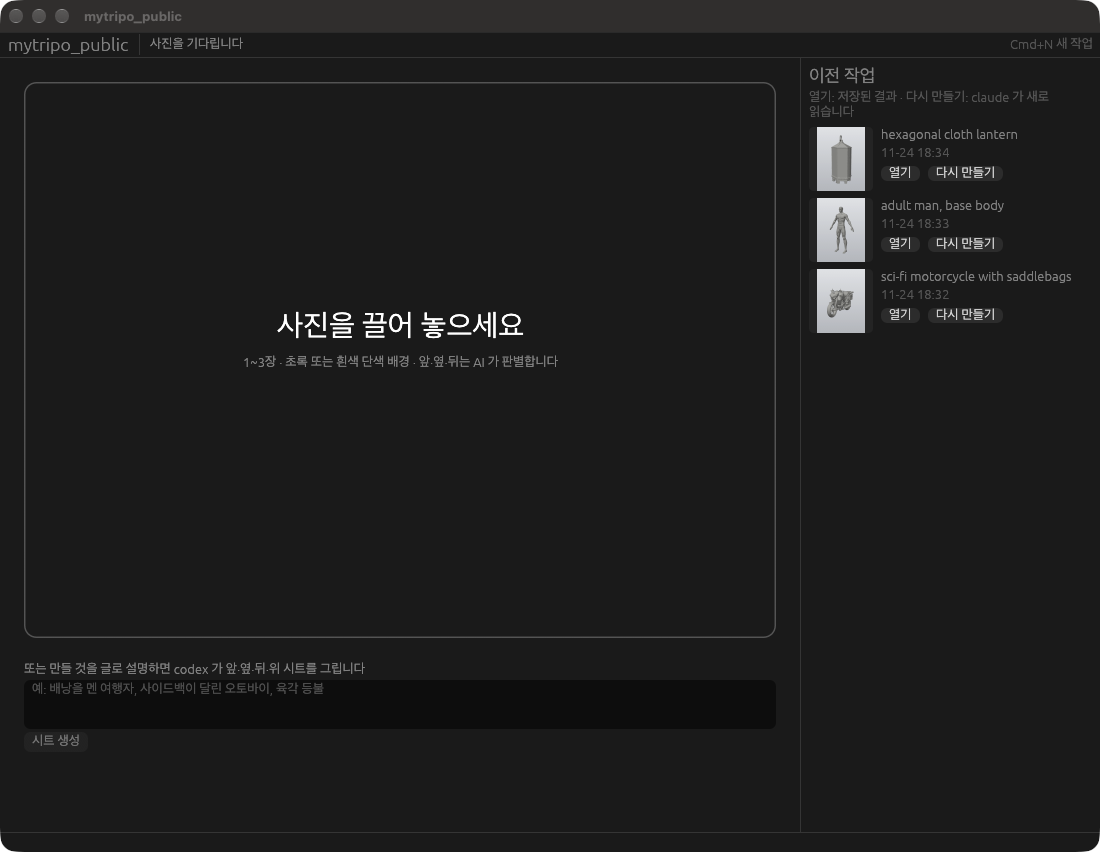 mytripo_public
mytripo_public 사진을 기다립니다
Cmd+N 새 작업
사진을 끌어 놓으세요
1~3장 · 초록 또는 흰색 단색 배경 · 앞·옆·뒤는 AI 가 판별합니다
또는 만들 것을 글로 설명하면 codex 가 앞·옆·뒤·위 시트를 그립니다
예: 배낭을 멘 여행자, 사이드백이 달린 오토바이, 육각 등불
시트 생성
이전 작업
열기: 저장된 결과 · 다시 만들기: claude 가 새로
읽습니다
hexagonal cloth lantern
11-24 18:34
열기 다시 만들기
adult man, base body
11-24 18:33
열기 다시 만들기
sci-fi motorcycle with saddlebags
11-24 18:32
열기 다시 만들기